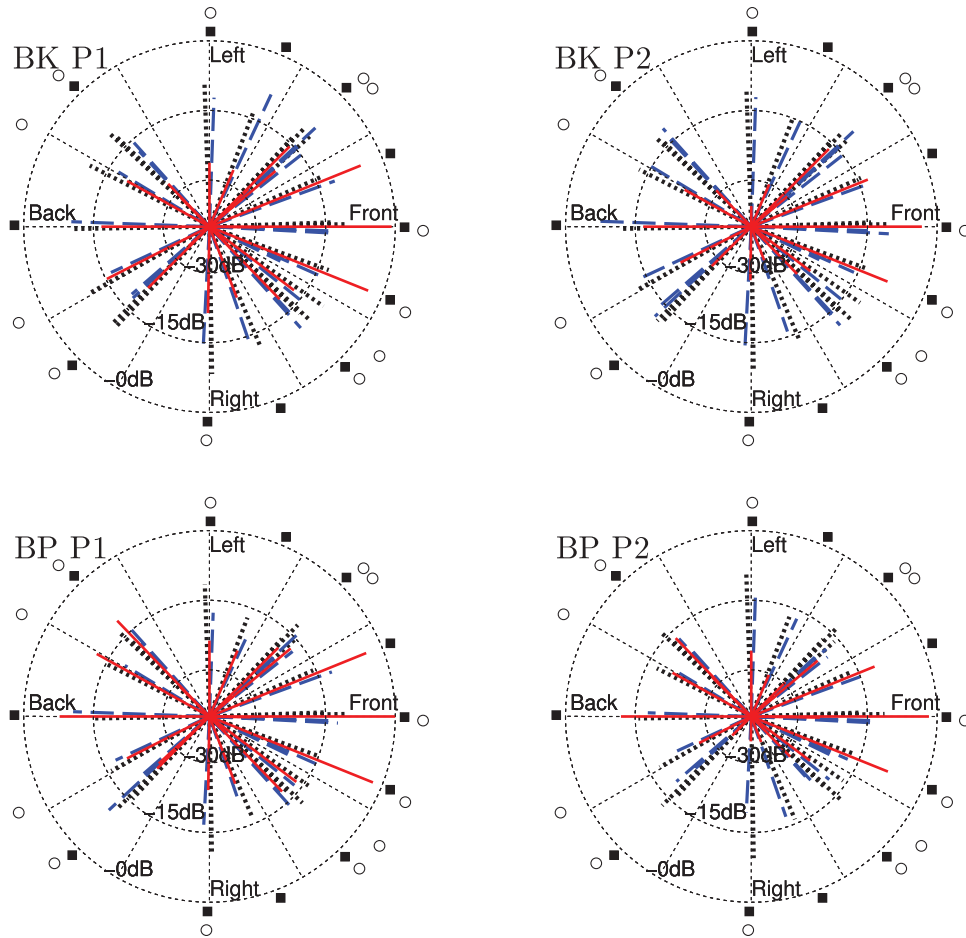 BK P1
Left
Back
Front
−30dB
−15dB
−0dB
Right
BK P2
Left
Back
Front
−30dB
−15dB
−0dB
Right
BP P1
Left
Back
Front
−30dB
−15dB
−0dB
Right
BP P2
Left
Back
Front
−30dB
−15dB
−0dB
Right